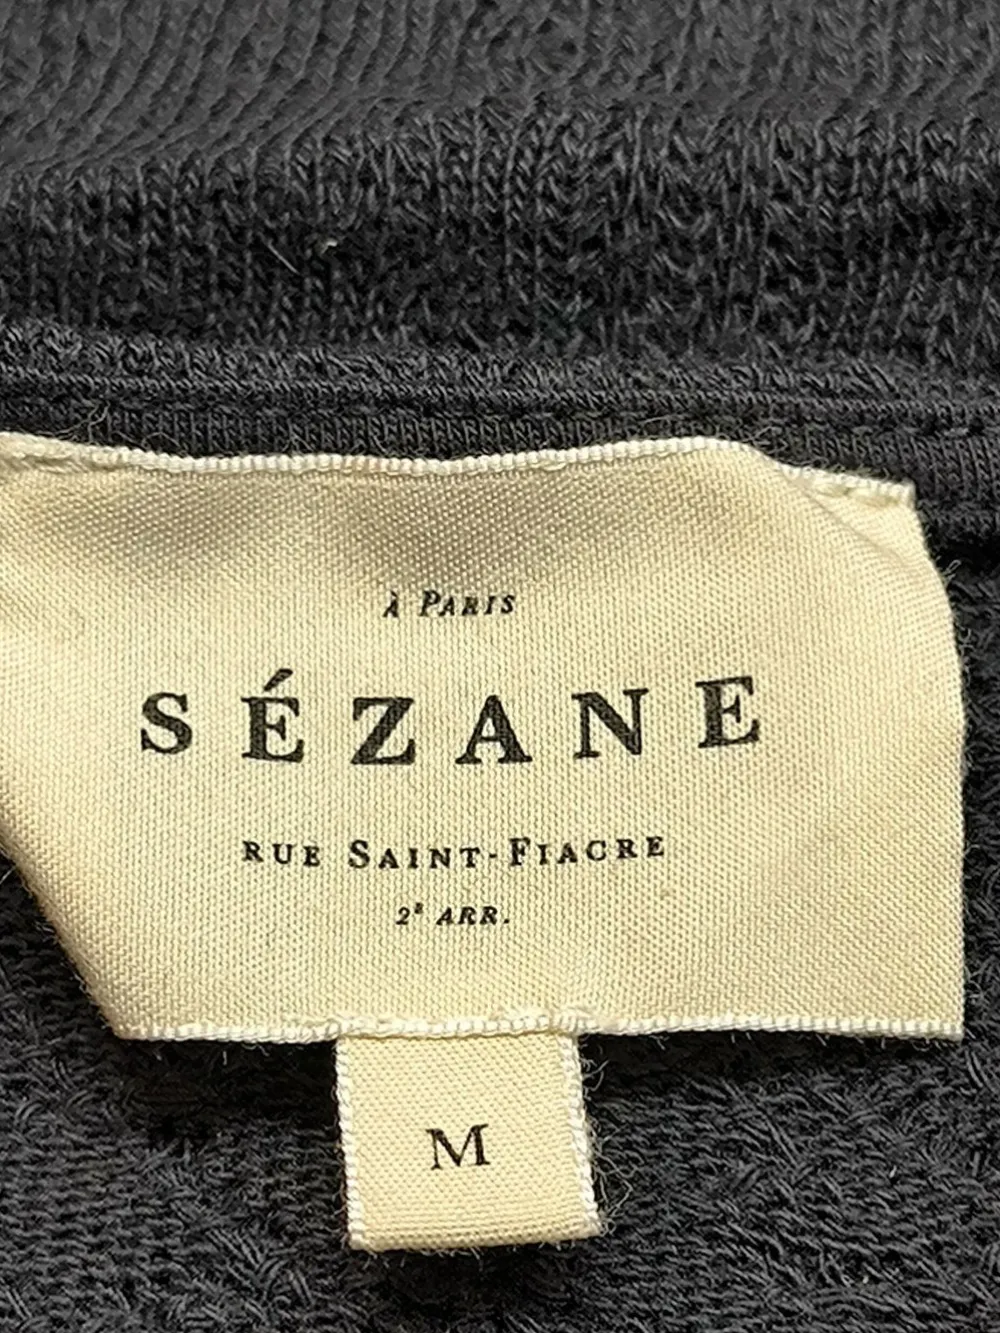 À PARIS
SÉZANE
RUE SAINT-FIACRE
2E ARR.
M